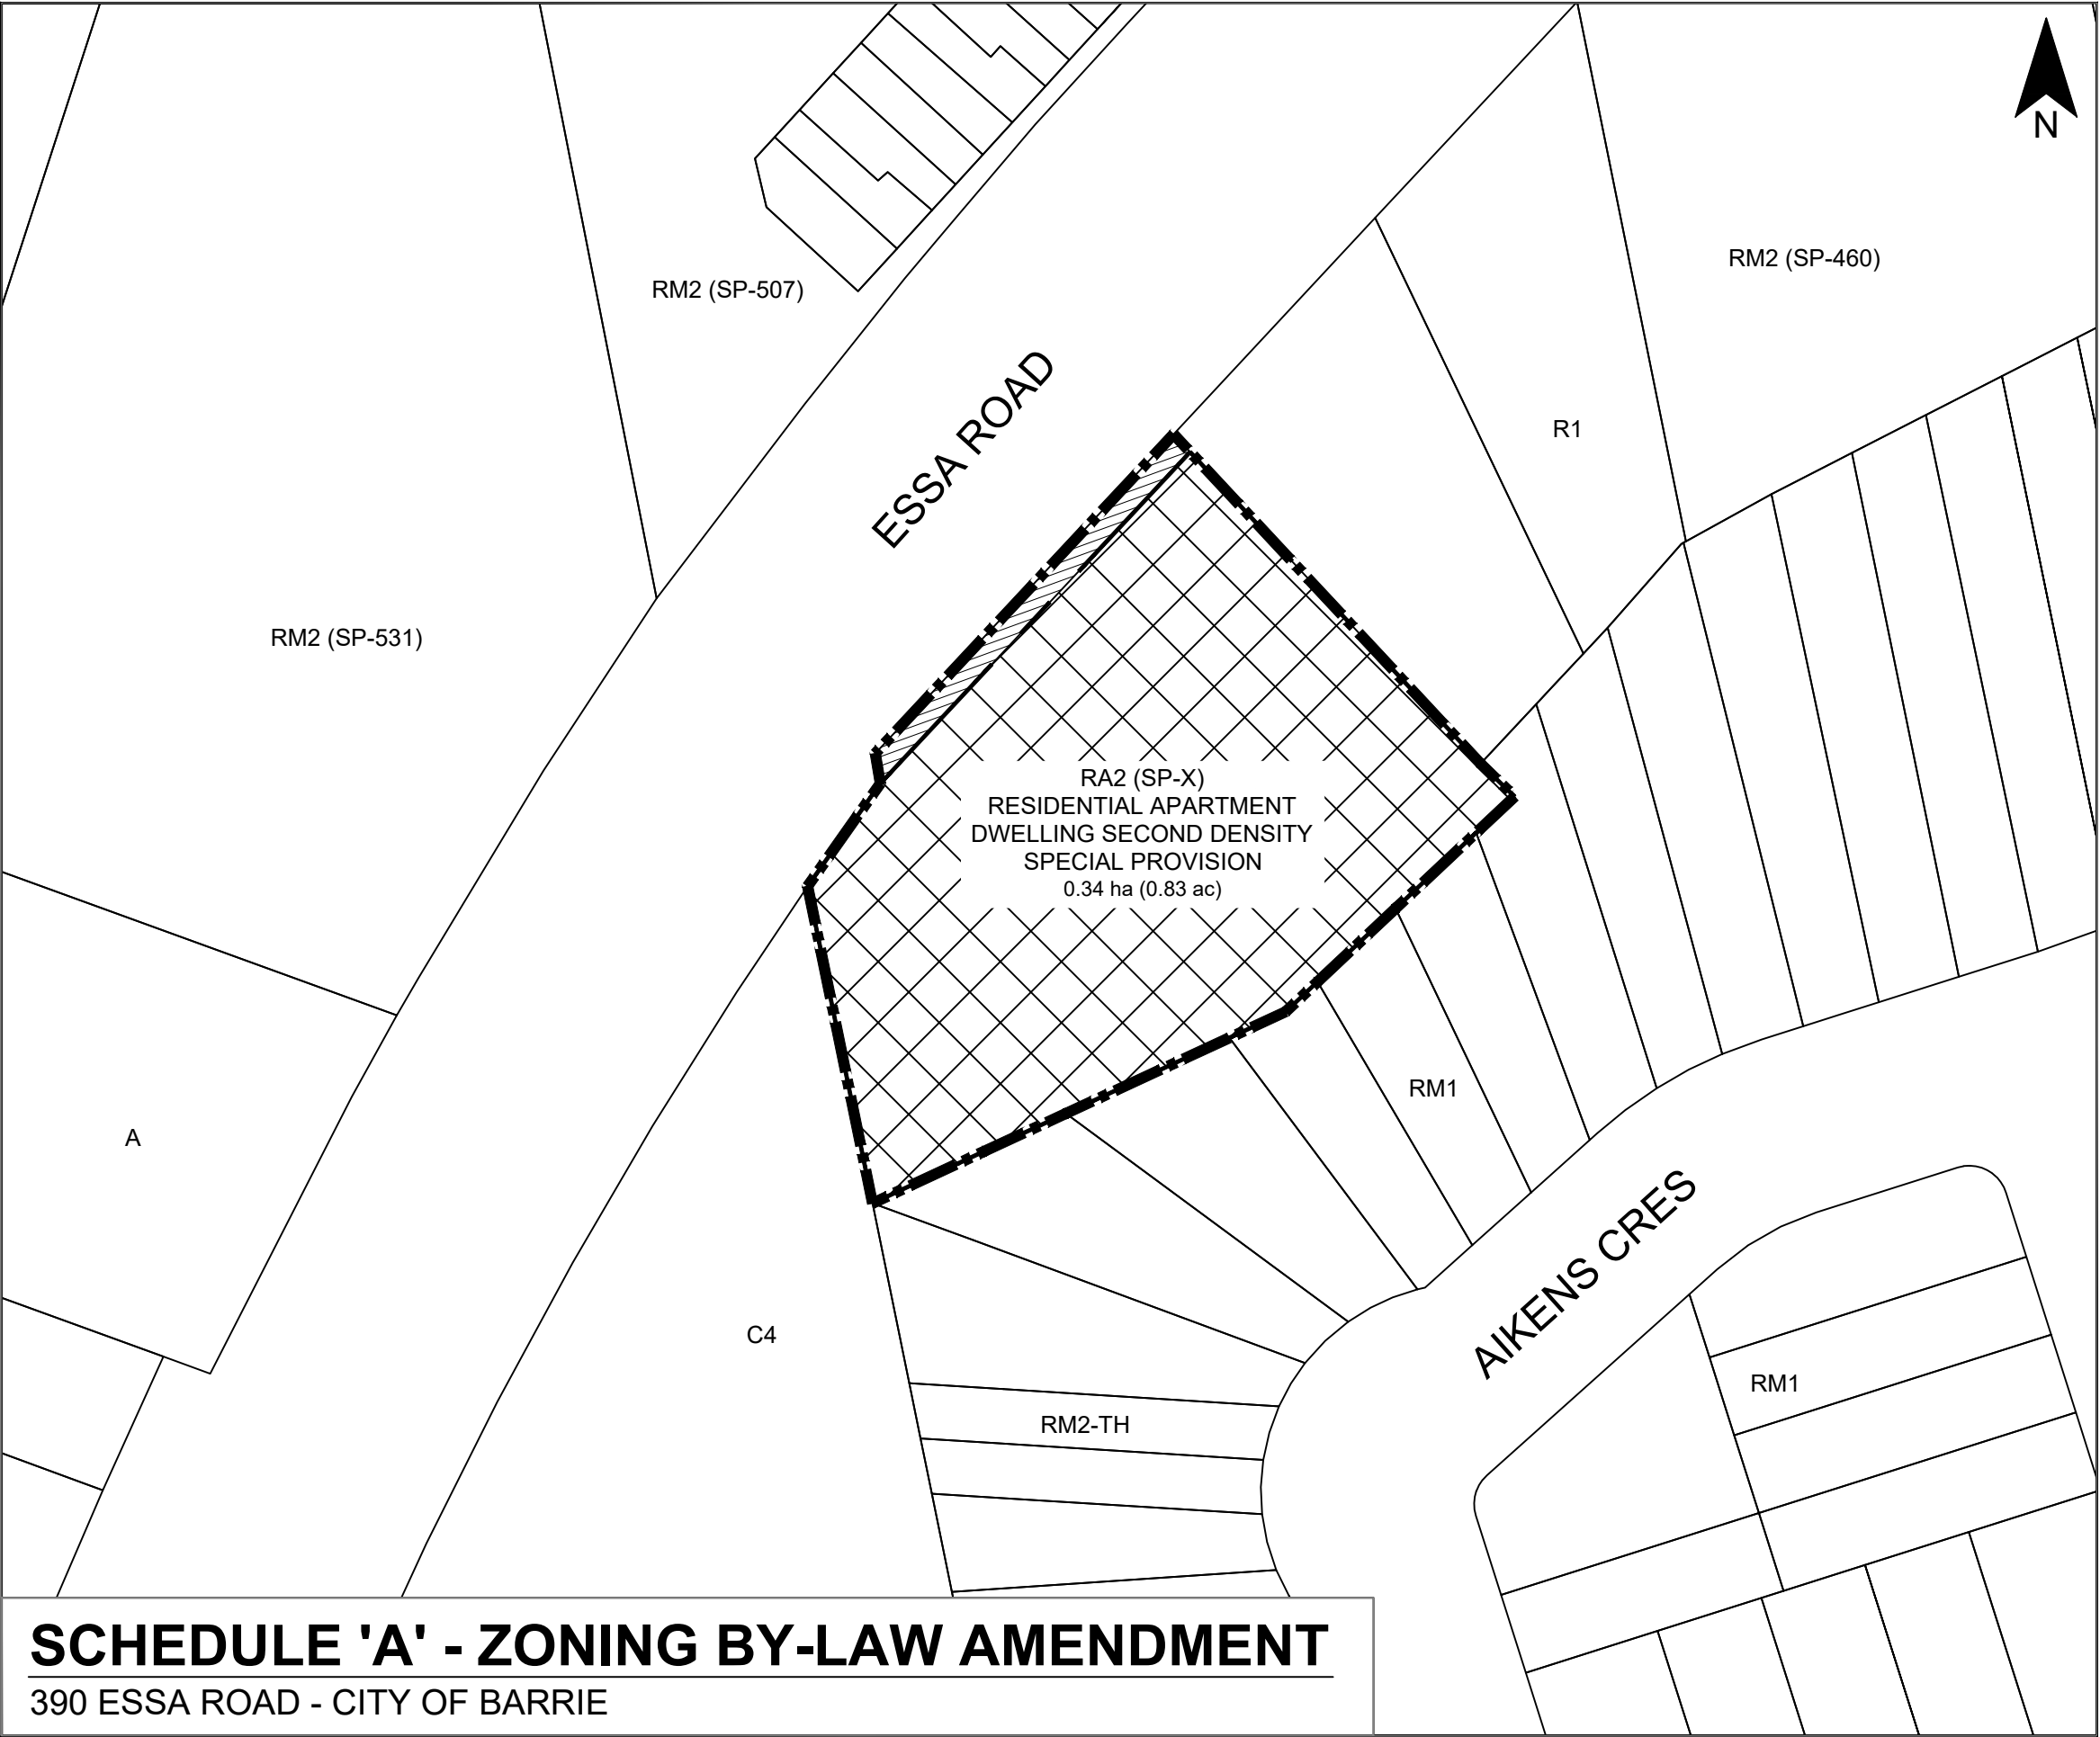 N
RM2 (SP-460)
RM2 (SP-507)
ESSA ROAD
R1
RM2 (SP-531)
RA2 (SP-X)
RESIDENTIAL APARTMENT
DWELLING SECOND DENSITY
SPECIAL PROVISION
0.34 ha (0.83 ac)
RM1
A
AIKENS CRES
C4
RM1
RM2-TH
SCHEDULE 'A' - ZONING BY-LAW AMENDMENT
390 ESSA ROAD - CITY OF BARRIE